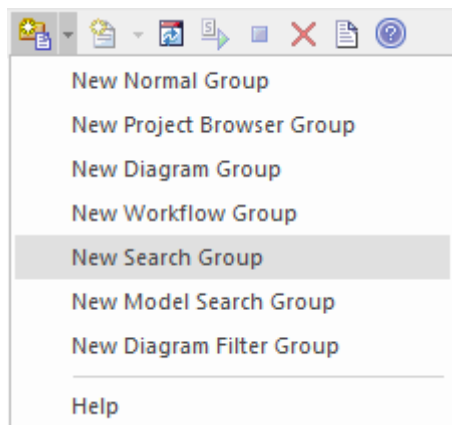 S
New Normal Group
New Project Browser Group
New Diagram Group
New Workflow Group
New Search Group
New Model Search Group
New Diagram Filter Group
Help